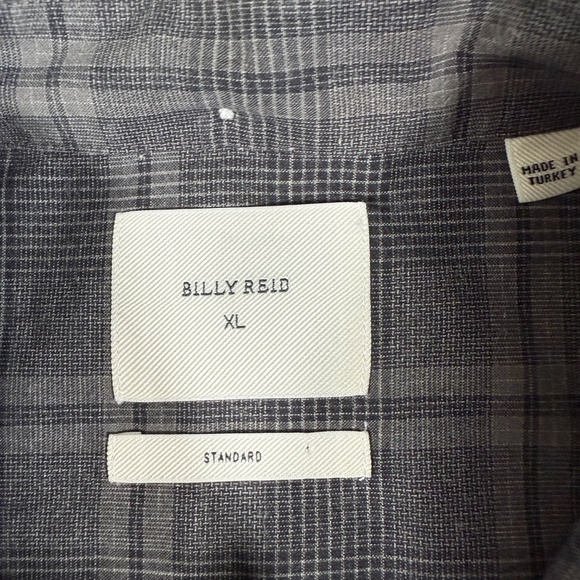 MADE IN
TURKEY
BILLY REID
XL
STANDARD